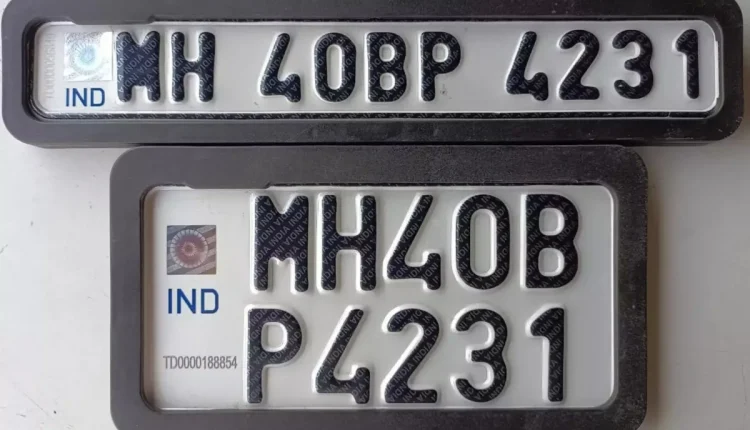 IND MH 40BP 4231
MH40B
IND
P4231
TD0000188854